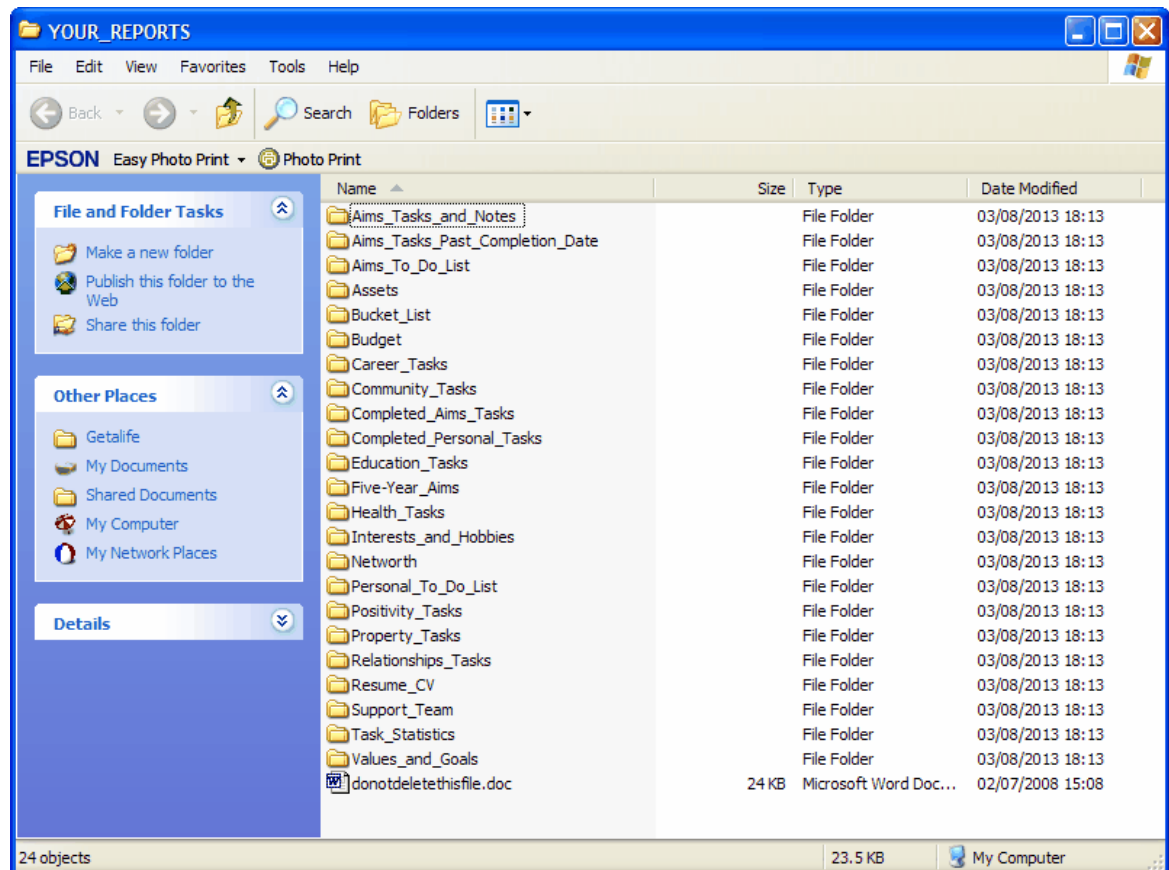 YOUR_REPORTS
File Edit View Favorites Tools Help
Back Search Folders
EPSON Easy Photo Print Photo Print
File and Folder Tasks
Make a new folder
Publish this folder to the
Web
Share this folder
Other Places
Getalife
My Documents
Shared Documents
My Computer
My Network Places
Details
Name Size Type Date Modified
Aims_Tasks_and_Notes File Folder 03/08/2013 18:13
Aims_Tasks_Past_Completion_Date File Folder 03/08/2013 18:13
Aims_To_Do_List File Folder 03/08/2013 18:13
Assets File Folder 03/08/2013 18:13
Bucket_List File Folder 03/08/2013 18:13
Budget File Folder 03/08/2013 18:13
Career_Tasks File Folder 03/08/2013 18:13
Community_Tasks File Folder 03/08/2013 18:13
Completed_Aims_Tasks File Folder 03/08/2013 18:13
Completed_Personal_Tasks File Folder 03/08/2013 18:13
Education_Tasks File Folder 03/08/2013 18:13
Five-Year_Aims File Folder 03/08/2013 18:13
Health_Tasks File Folder 03/08/2013 18:13
Interests_and_Hobbies File Folder 03/08/2013 18:13
Networth File Folder 03/08/2013 18:13
Personal_To_Do_List File Folder 03/08/2013 18:13
Positivity_Tasks File Folder 03/08/2013 18:13
Property_Tasks File Folder 03/08/2013 18:13
Relationships_Tasks File Folder 03/08/2013 18:13
Resume_CV File Folder 03/08/2013 18:13
Support_Team File Folder 03/08/2013 18:13
Task_Statistics File Folder 03/08/2013 18:13
Values_and_Goals File Folder 03/08/2013 18:13
donotdeletethisfile.doc 24 KB Microsoft Word Doc... 02/07/2008 15:08
24 objects 23.5 KB My Computer